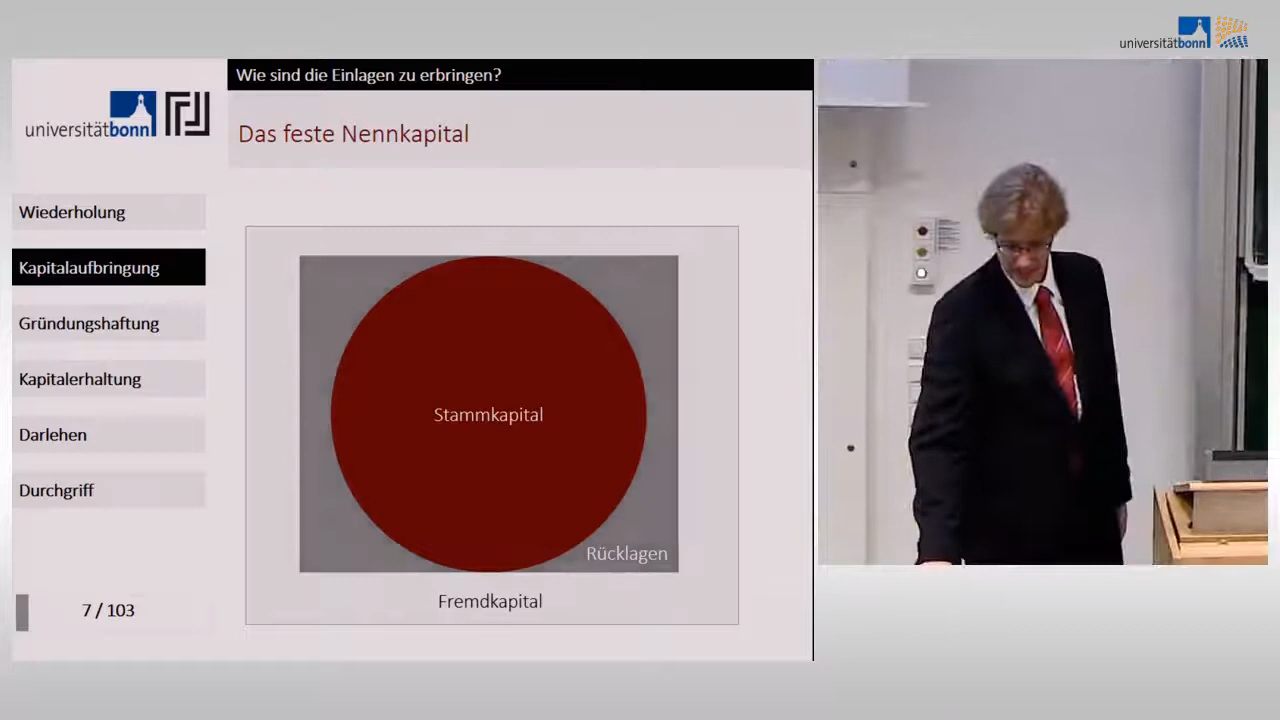 universitätbonn
Wie sind die Einlagen zu erbringen?
universitätbonn
Das feste Nennkapital
Wiederholung
Kapitalaufbringung
Gründungshaftung
Kapitalerhaltung
Darlehen
Durchgriff
7 / 103
Stammkapital
Rücklagen
Fremdkapital